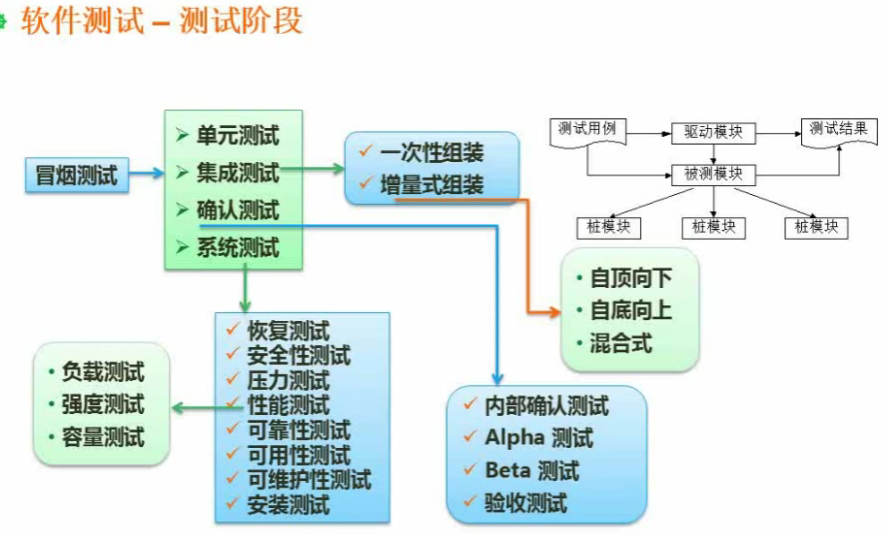 软件测试 – 测试阶段
冒烟测试
单元测试
集成测试
确认测试
系统测试
一次性组装
增量式组装
测试用例
驱动模块
测试结果
被测模块
桩模块
桩模块
桩模块
自顶向下
自底向上
混合式
恢复测试
安全性测试
压力测试
性能测试
可靠性测试
可用性测试
可维护性测试
安装测试
负载测试
强度测试
容量测试
内部确认测试
Alpha 测试
Beta 测试
验收测试